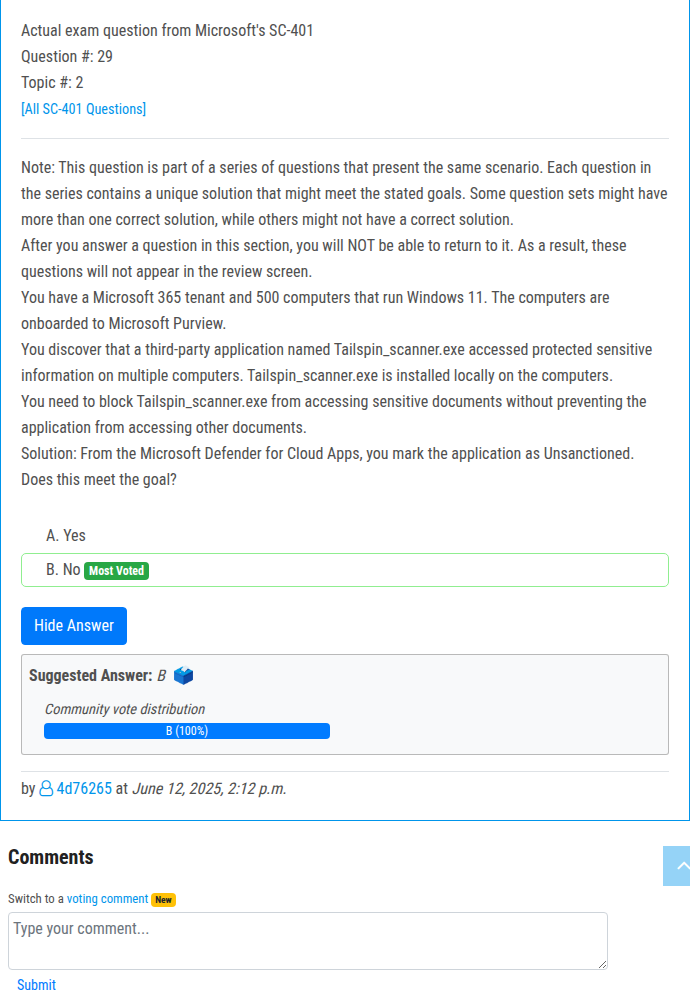 Actual exam question from Microsoft's SC-401
Question #: 29
Topic #: 2
[All SC-401 Questions]
Note: This question is part of a series of questions that present the same scenario. Each question in
the series contains a unique solution that might meet the stated goals. Some question sets might have
more than one correct solution, while others might not have a correct solution.
After you answer a question in this section, you will NOT be able to return to it. As a result, these
questions will not appear in the review screen.
You have a Microsoft 365 tenant and 500 computers that run Windows 11. The computers are
onboarded to Microsoft Purview.
You discover that a third-party application named Tailspin_scanner.exe accessed protected sensitive
information on multiple computers. Tailspin_scanner.exe is installed locally on the computers.
You need to block Tailspin_scanner.exe from accessing sensitive documents without preventing the
application from accessing other documents.
Solution: From the Microsoft Defender for Cloud Apps, you mark the application as Unsanctioned.
Does this meet the goal?
A. Yes
B. No Most Voted
Hide Answer
Suggested Answer: B
Community vote distribution
B (100%)
by 4d76265 at June 12, 2025, 2:12 p.m.
Comments
Switch to a voting comment New
Type your comment...
Submit